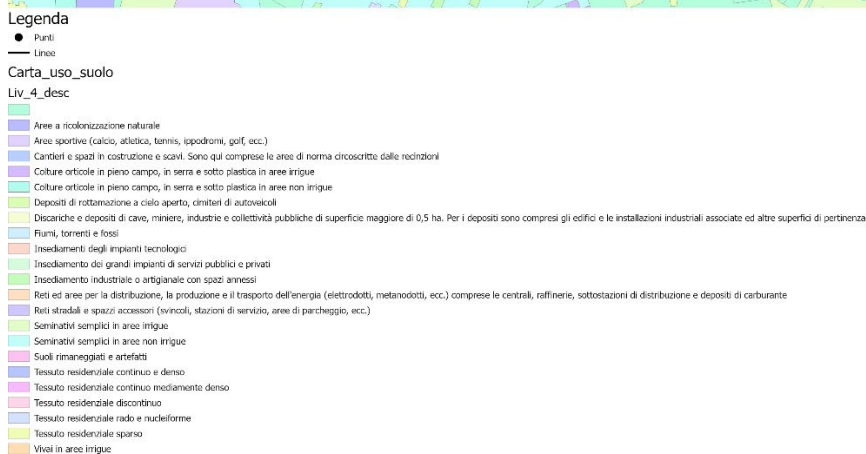 Legenda
Punti
Linee
Carta_uso_suolo
Liv_4_desc
Aree a ricolonizzazione naturale
Aree sportive (calcio, atletica, tennis, ippodromi, golf, ecc.)
Cantieri e spazi in costruzione e scavi. Sono qui comprese le aree di norma circoscritte dalle recinzioni
Colture orticole in pieno campo, in serra e sotto plastica in aree irrigue
Colture orticole in pieno campo, in serra e sotto plastica in aree non irrigue
Depositi di rottamazione a cielo aperto, cimiteri di autoveicoli
Discariche e depositi di cave, miniere, industrie e collettività pubbliche di superficie maggiore di 0,5 ha. Per i depositi sono compresi gli edifici e le installazioni industriali associate ed altre superfici di pertinenza
Fiumi, torrenti e fossi
Insediamenti degli impianti tecnologici
Insediamento dei grandi impianti di servizi pubblici e privati
Insediamento industriale o artigianale con spazi annessi
Reti ed aree per la distribuzione, la produzione e il trasporto dell'energia (elettrodotti, metanodotti, ecc.) comprese le centrali, raffinerie, sottostazioni di distribuzione e depositi di carburante
Reti stradali e spazzi accessori (svincoli, stazioni di servizio, aree di parcheggio, ecc.)
Seminativi semplici in aree irrigue
Seminativi semplici in aree non irrigue
Suoli rimaneggiati e artefatti
Tessuto residenziale continuo e denso
Tessuto residenziale continuo mediamente denso
Tessuto residenziale discontinuo
Tessuto residenziale rado e nucleiforme
Tessuto residenziale sparso
Vivai in aree irrigue